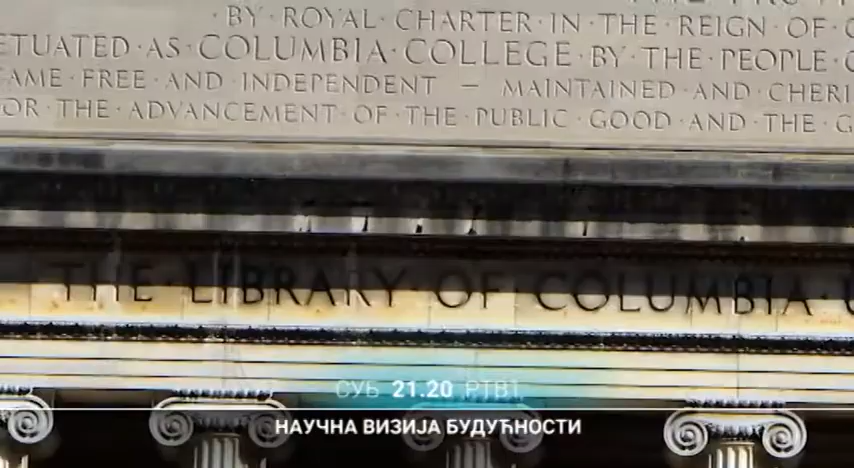 · BY · ROYAL · CHARTER · IN · THE · REIGN · OF ·
ETUATED · AS · COLUMBIA · COLLEGE · BY · THE · PEOPLE ·
AME · FREE · AND · INDEPENDENT — MAINTAINED · AND · CHERI
OR · THE · ADVANCEMENT · OF · THE · PUBLIC · GOOD · AND · THE ·
THE · LIBRARY · OF · COLUMBIA ·
СУБ 21.20 РТВ1
НАУЧНА ВИЗИЈА БУДУЋНОСТИ